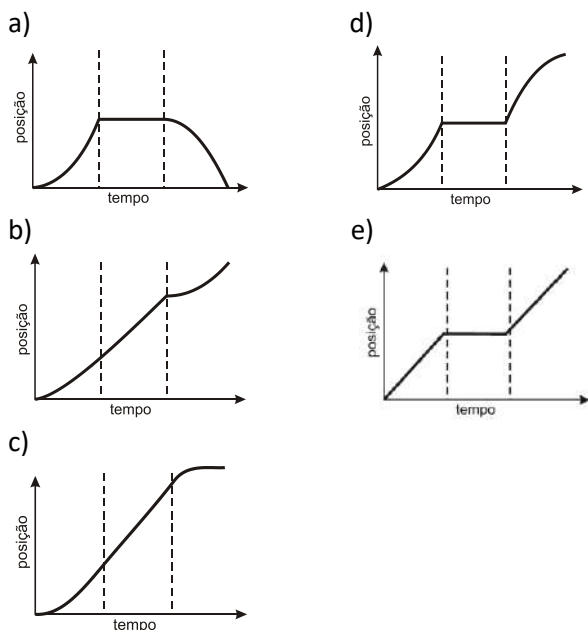 a)
posição
tempo
b)
posição
tempo
c)
posição
tempo
d)
posição
tempo
e)
posição
tempo